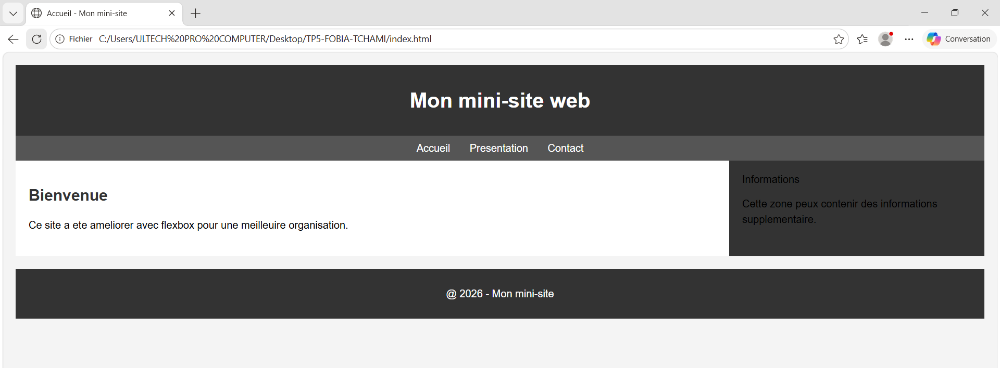 Accueil - Mon mini-site
Fichier C:/Users/ULTECH%20PRO%20COMPUTER/Desktop/TP5-FOBIA-TCHAMI/index.html
Conversation
Mon mini-site web
Accueil Presentation Contact
Bienvenue
Ce site a ete ameliorer avec flexbox pour une meilleuire organisation.
Informations
Cette zone peux contenir des informations
supplementaire.
@ 2026 - Mon mini-site